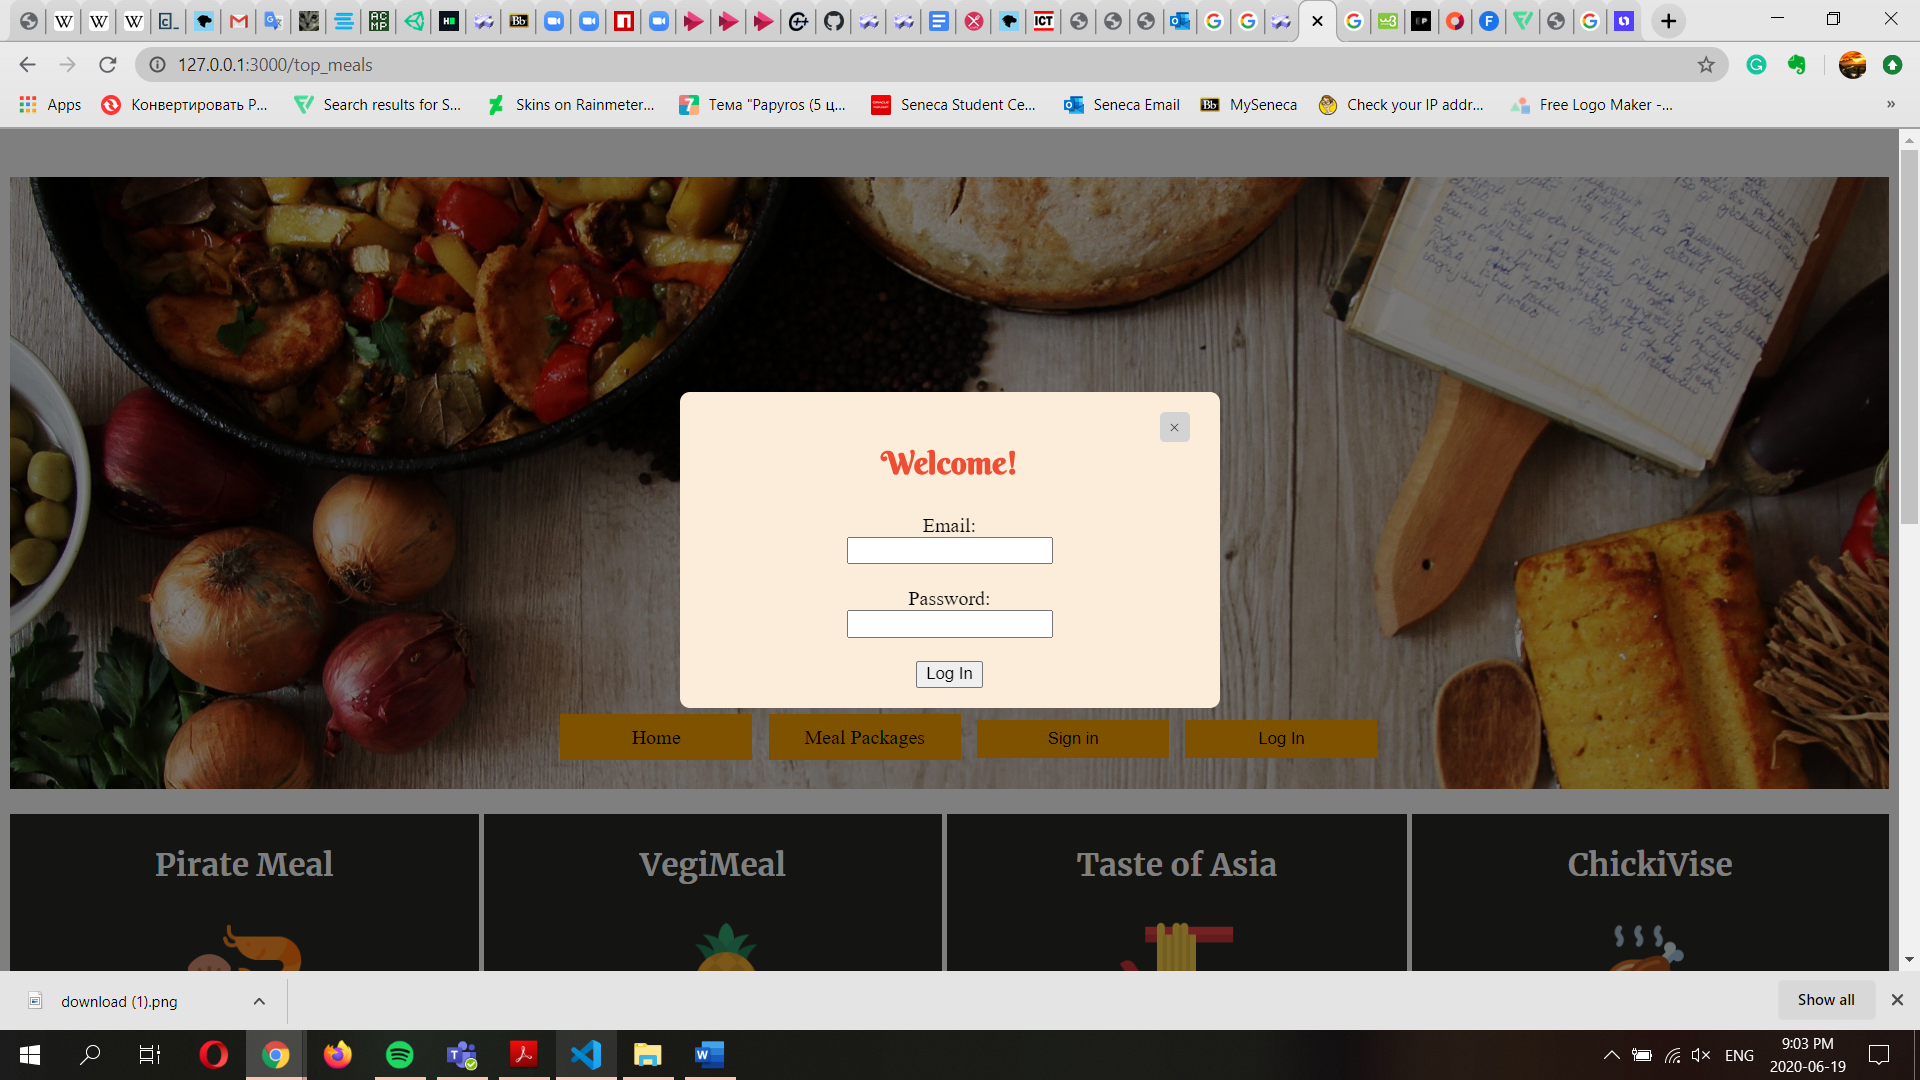 127.0.0.1:3000/top_meals
Apps
Конвертировать Р...
Search results for S...
Skins on Rainmeter...
Тема "Papyros (5 ц...
Seneca Student Ce...
Seneca Email
MySeneca
Check your IP addr...
Free Logo Maker -...
»
Welcome!
Email:
Password:
Log In
Home
Meal Packages
Sign in
Log In
Pirate Meal
VegiMeal
Taste of Asia
ChickiVise
download (1).png
Show all
ENG
9:03 PM
2020-06-19